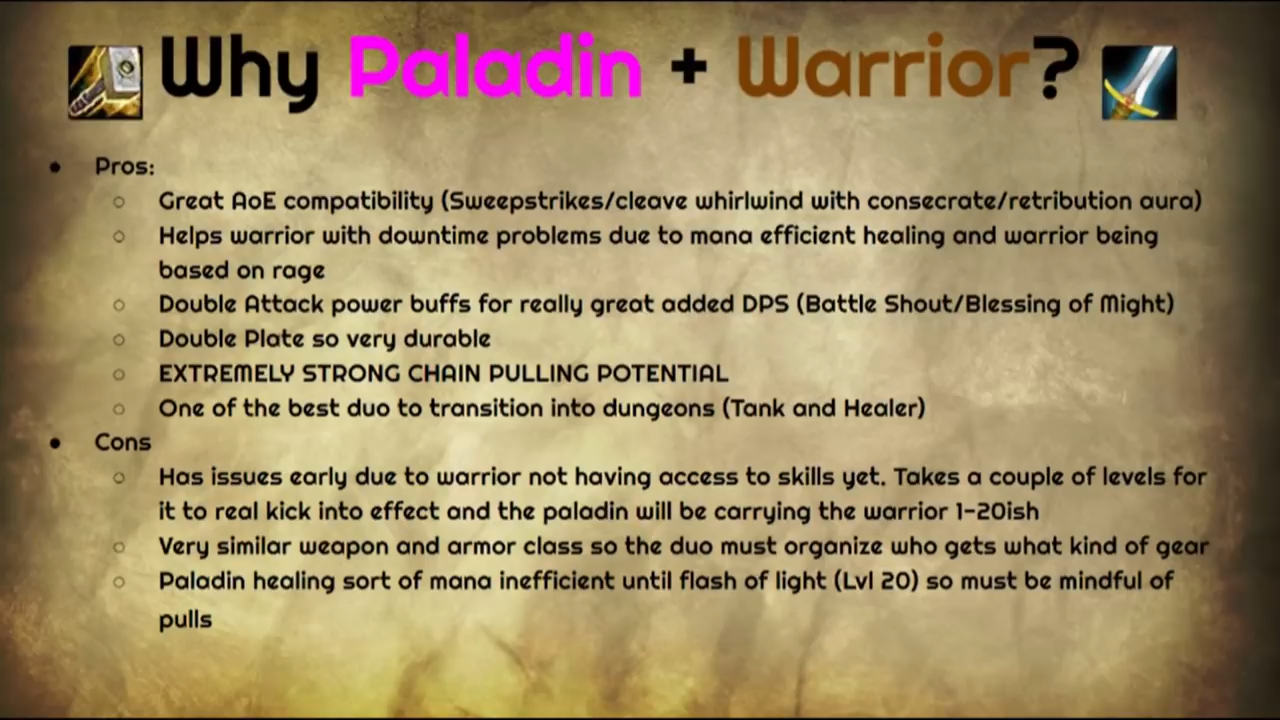 Why Paladin + Warrior?
Pros:
Great AoE compatibility (Sweepstrikes/cleave whirlwind with consecrate/retribution aura)
Helps warrior with downtime problems due to mana efficient healing and warrior being
based on rage
Double Attack power buffs for really great added DPS (Battle Shout/Blessing of Might)
Double Plate so very durable
EXTREMELY STRONG CHAIN PULLING POTENTIAL
One of the best duo to transition into dungeons (Tank and Healer)
Cons
Has issues early due to warrior not having access to skills yet. Takes a couple of levels for
it to real kick into effect and the paladin will be carrying the warrior 1-20ish
Very similar weapon and armor class so the duo must organize who gets what kind of gear
Paladin healing sort of mana inefficient until flash of light (Lvl 20) so must be mindful of
pulls